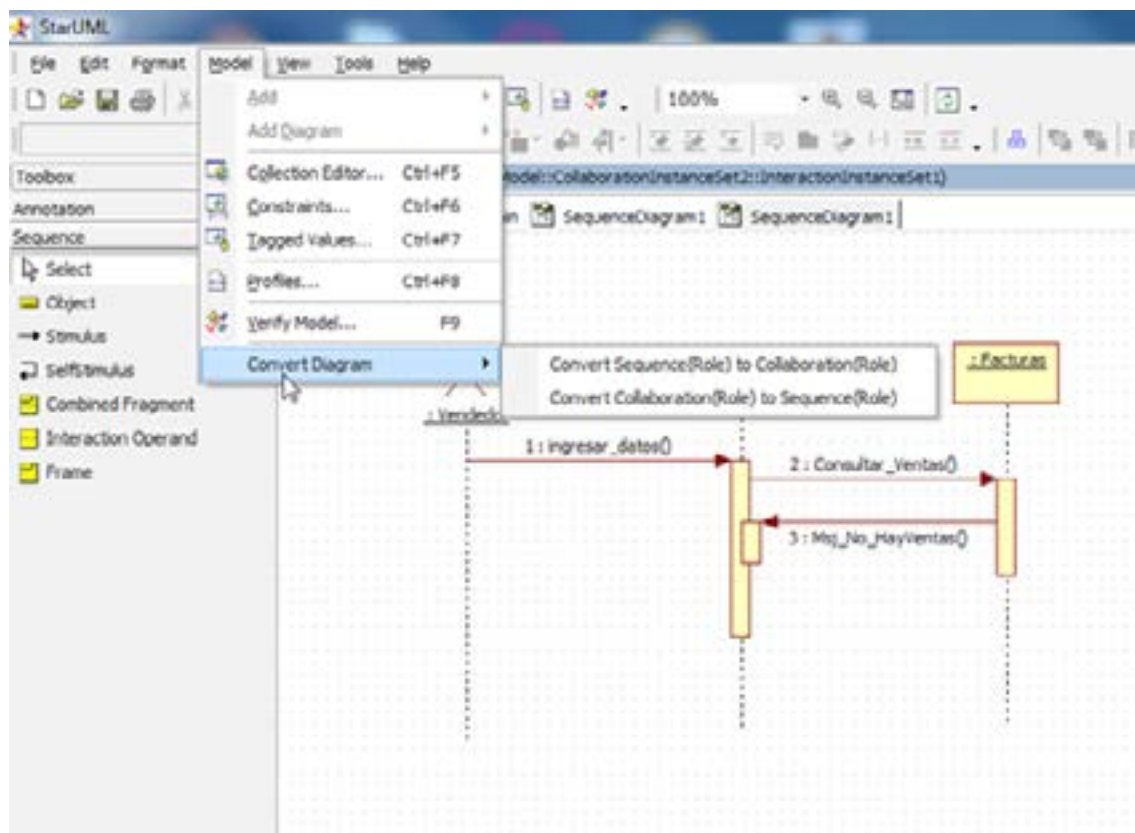 StarUML
File Edit Format Model View Tools Help
100%
Add
Add Diagram
Collection Editor... Ctrl+F5
Constraints... Ctrl+F6
Tagged Values... Ctrl+F7
Profiles... Ctrl+F8
Verify Model... F9
Convert Diagram
Convert Sequence(Role) to Collaboration(Role)
Convert Collaboration(Role) to Sequence(Role)
Toolbox
Annotation
Sequence
Select
Object
Stimulus
SelfStimulus
Combined Fragment
Interaction Operand
Frame
Model::CollaborationInstanceSet2::InteractionInstanceSet1)
SequenceDiagram1 SequenceDiagram1
: Facturas
1 : ingresar_datos()
2 : Consultar_Ventas()
3 : Msj_No_HayVentas()